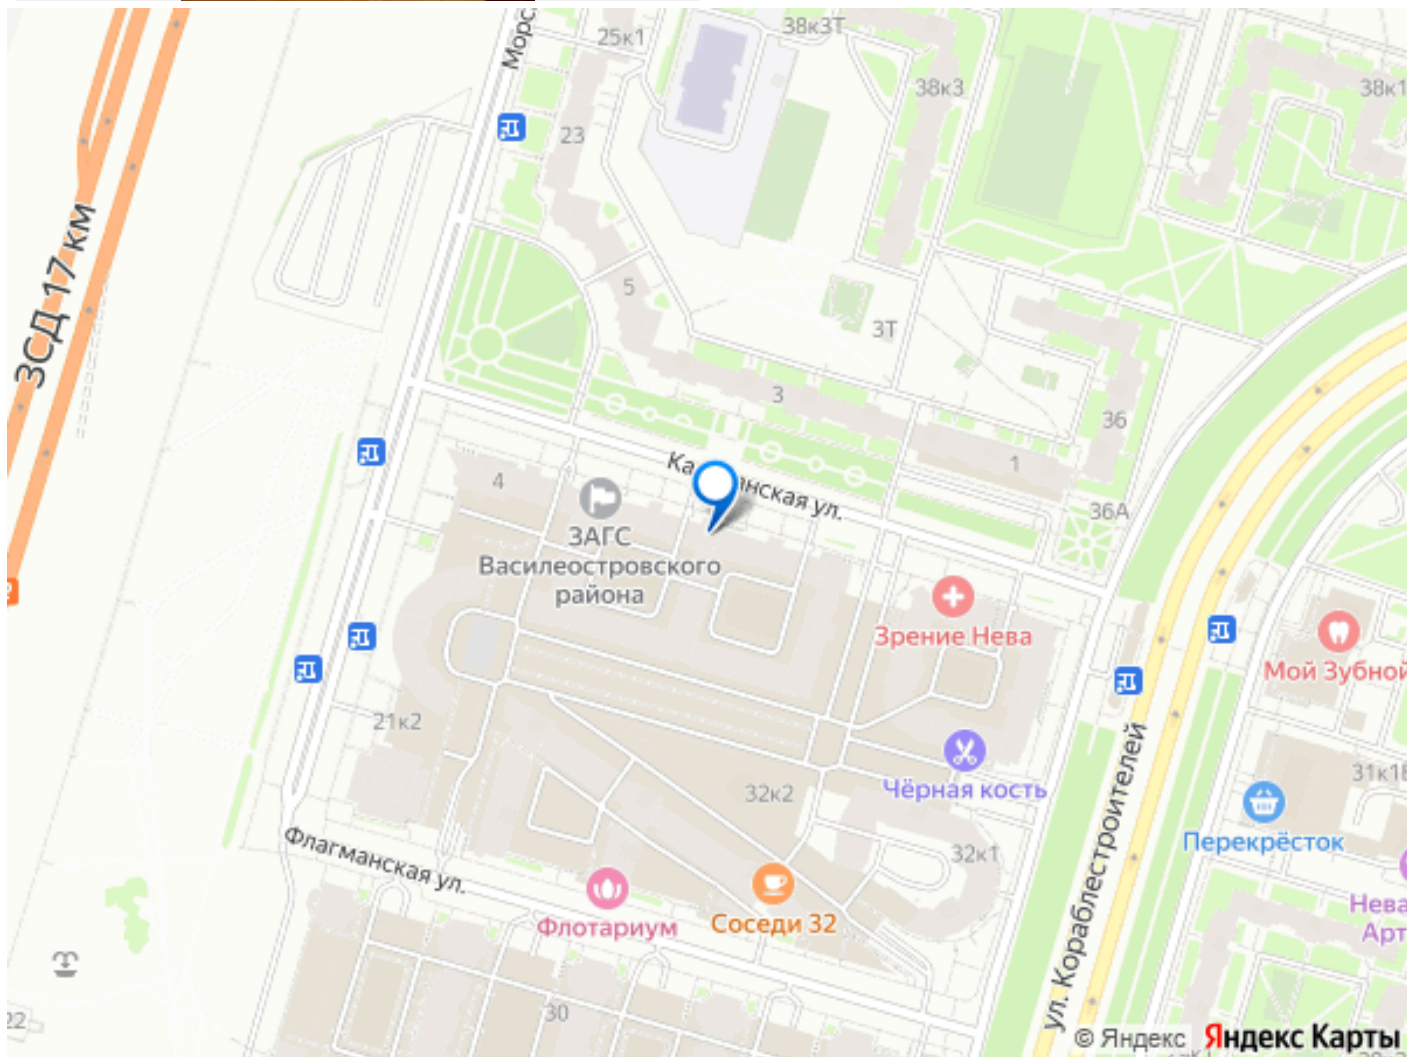 Морс
25к1
38к3Т
38к3
38к1
23
ЗСД 17 км
5
3Т
3
36
1
36А
4
Ка
анская ул.
ЗАГС
Василеостровского
района
Зрение Нева
Мой Зубной
21к2
32к2
Чёрная кость
31к18
Перекрёсток
ул. Кораблестроителей
Флагманская ул.
32к1
Флотариум
Соседи 32
Нева
Арт
30
22
© Яндекс Яндекс Карты